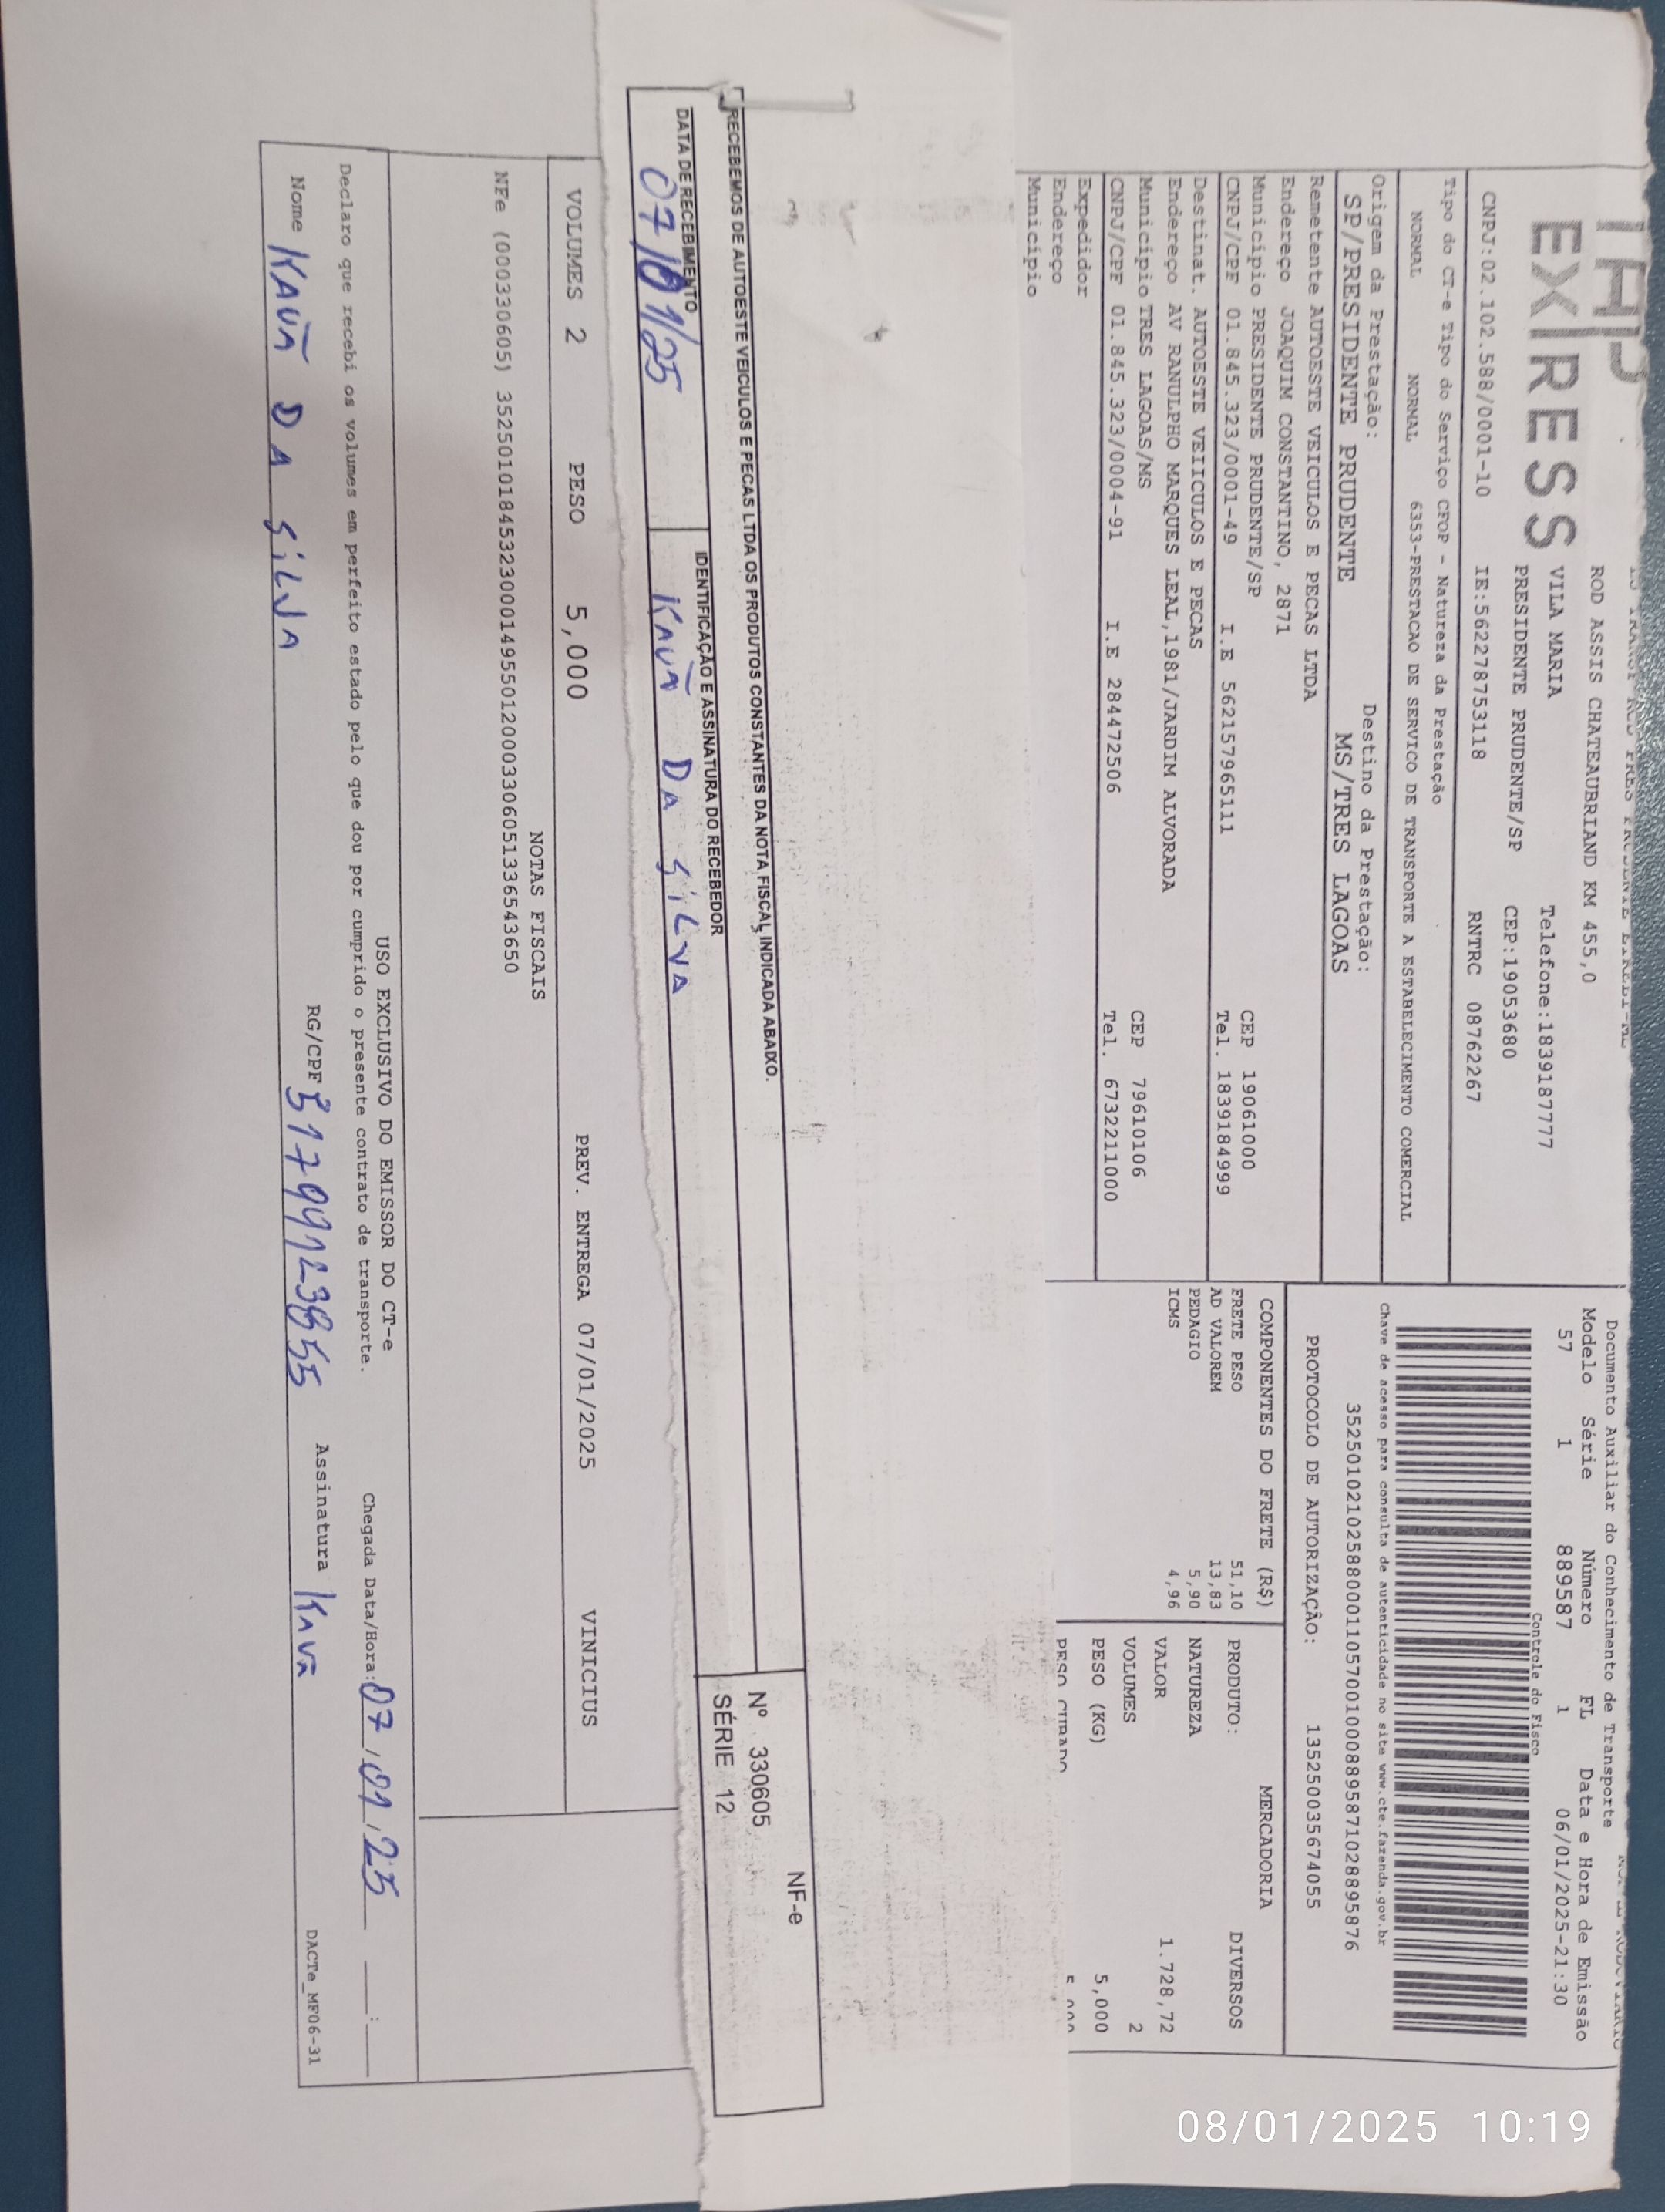 EXPRESS
ROD ASSIS CHATEAUBRIAND KM 455,0
VILA MARIA Telefone:1839187777
PRESIDENTE PRUDENTE/SP CEP:19053680
CNPJ:02.102.588/0001-10 IE:562278753118 RNTRC 08762267
Tipo do CT-e Tipo do Serviço CFOP - Natureza da Prestação
NORMAL NORMAL 6353-PRESTACAO DE SERVICO DE TRANSPORTE A ESTABELECIMENTO COMERCIAL
Origem da Prestação: Destino da Prestação:
SP/PRESIDENTE PRUDENTE MS/TRES LAGOAS
Remetente AUTOESTE VEICULOS E PECAS LTDA
Endereço JOAQUIM CONSTANTINO, 2871
Município PRESIDENTE PRUDENTE/SP CEP 19061000
CNPJ/CPF 01.845.323/0001-49 I.E 562157965111 Tel. 1839184999
Destinat. AUTOESTE VEIICULOS E PECAS
Endereço AV RANULPHO MARQUES LEAL,1981/JARDIM ALVORADA
Município TRES LAGOAS/MS CEP 79610106
CNPJ/CPF 01.845.323/0004-91 I.E 284472506 Tel. 6732211000
Expedidor
Endereço
Município
Documento Auxiliar do Conhecimento de Transporte
Modelo Série Número FL Data e Hora de Emissão
57 1 889587 1 06/01/2025-21:30
Controle do Fisco
Chave de acesso para consulta de autenticidade no site www.cte.fazenda.gov.br
35250102102588000110570010008895871028895876
PROTOCOLO DE AUTORIZAÇÃO: 135250035674055
COMPONENTES DO FRETE (R$)
FRETE PESO 51,10
AD VALOREM 13,83
PEDAGIO 5,90
ICMS 4,96
MERCADORIA
PRODUTO: DIVERSOS
NATUREZA
VALOR 1.728,72
VOLUMES 2
PESO (KG) 5,000
PESO CUBADO
RECEBEMOS DE AUTOESTE VEICULOS E PECAS LTDA OS PRODUTOS CONSTANTES DA NOTA FISCAL INDICADA ABAIXO.
DATA DE RECEBIMENTO IDENTIFICAÇÃO E ASSINATURA DO RECEBEDOR
07/01/25 KAUÃ DA SILVA
NF-e
Nº 330605
SÉRIE 12
VOLUMES 2 PESO 5,000 PREV. ENTREGA 07/01/2025 VINICIUS
NOTAS FISCAIS
NFe (000330605) 35250101845323000149550120003306051336543650
USO EXCLUSIVO DO EMISSOR DO CT-e
Declaro que recebi os volumes em perfeito estado pelo que dou por cumprido o presente contrato de transporte.
Chegada Data/Hora: 07/01/25 __:__
Nome KAUÃ DA SILVA RG/CPF Assinatura Kauã
DACTe_MF06-31
08/01/2025 10:19